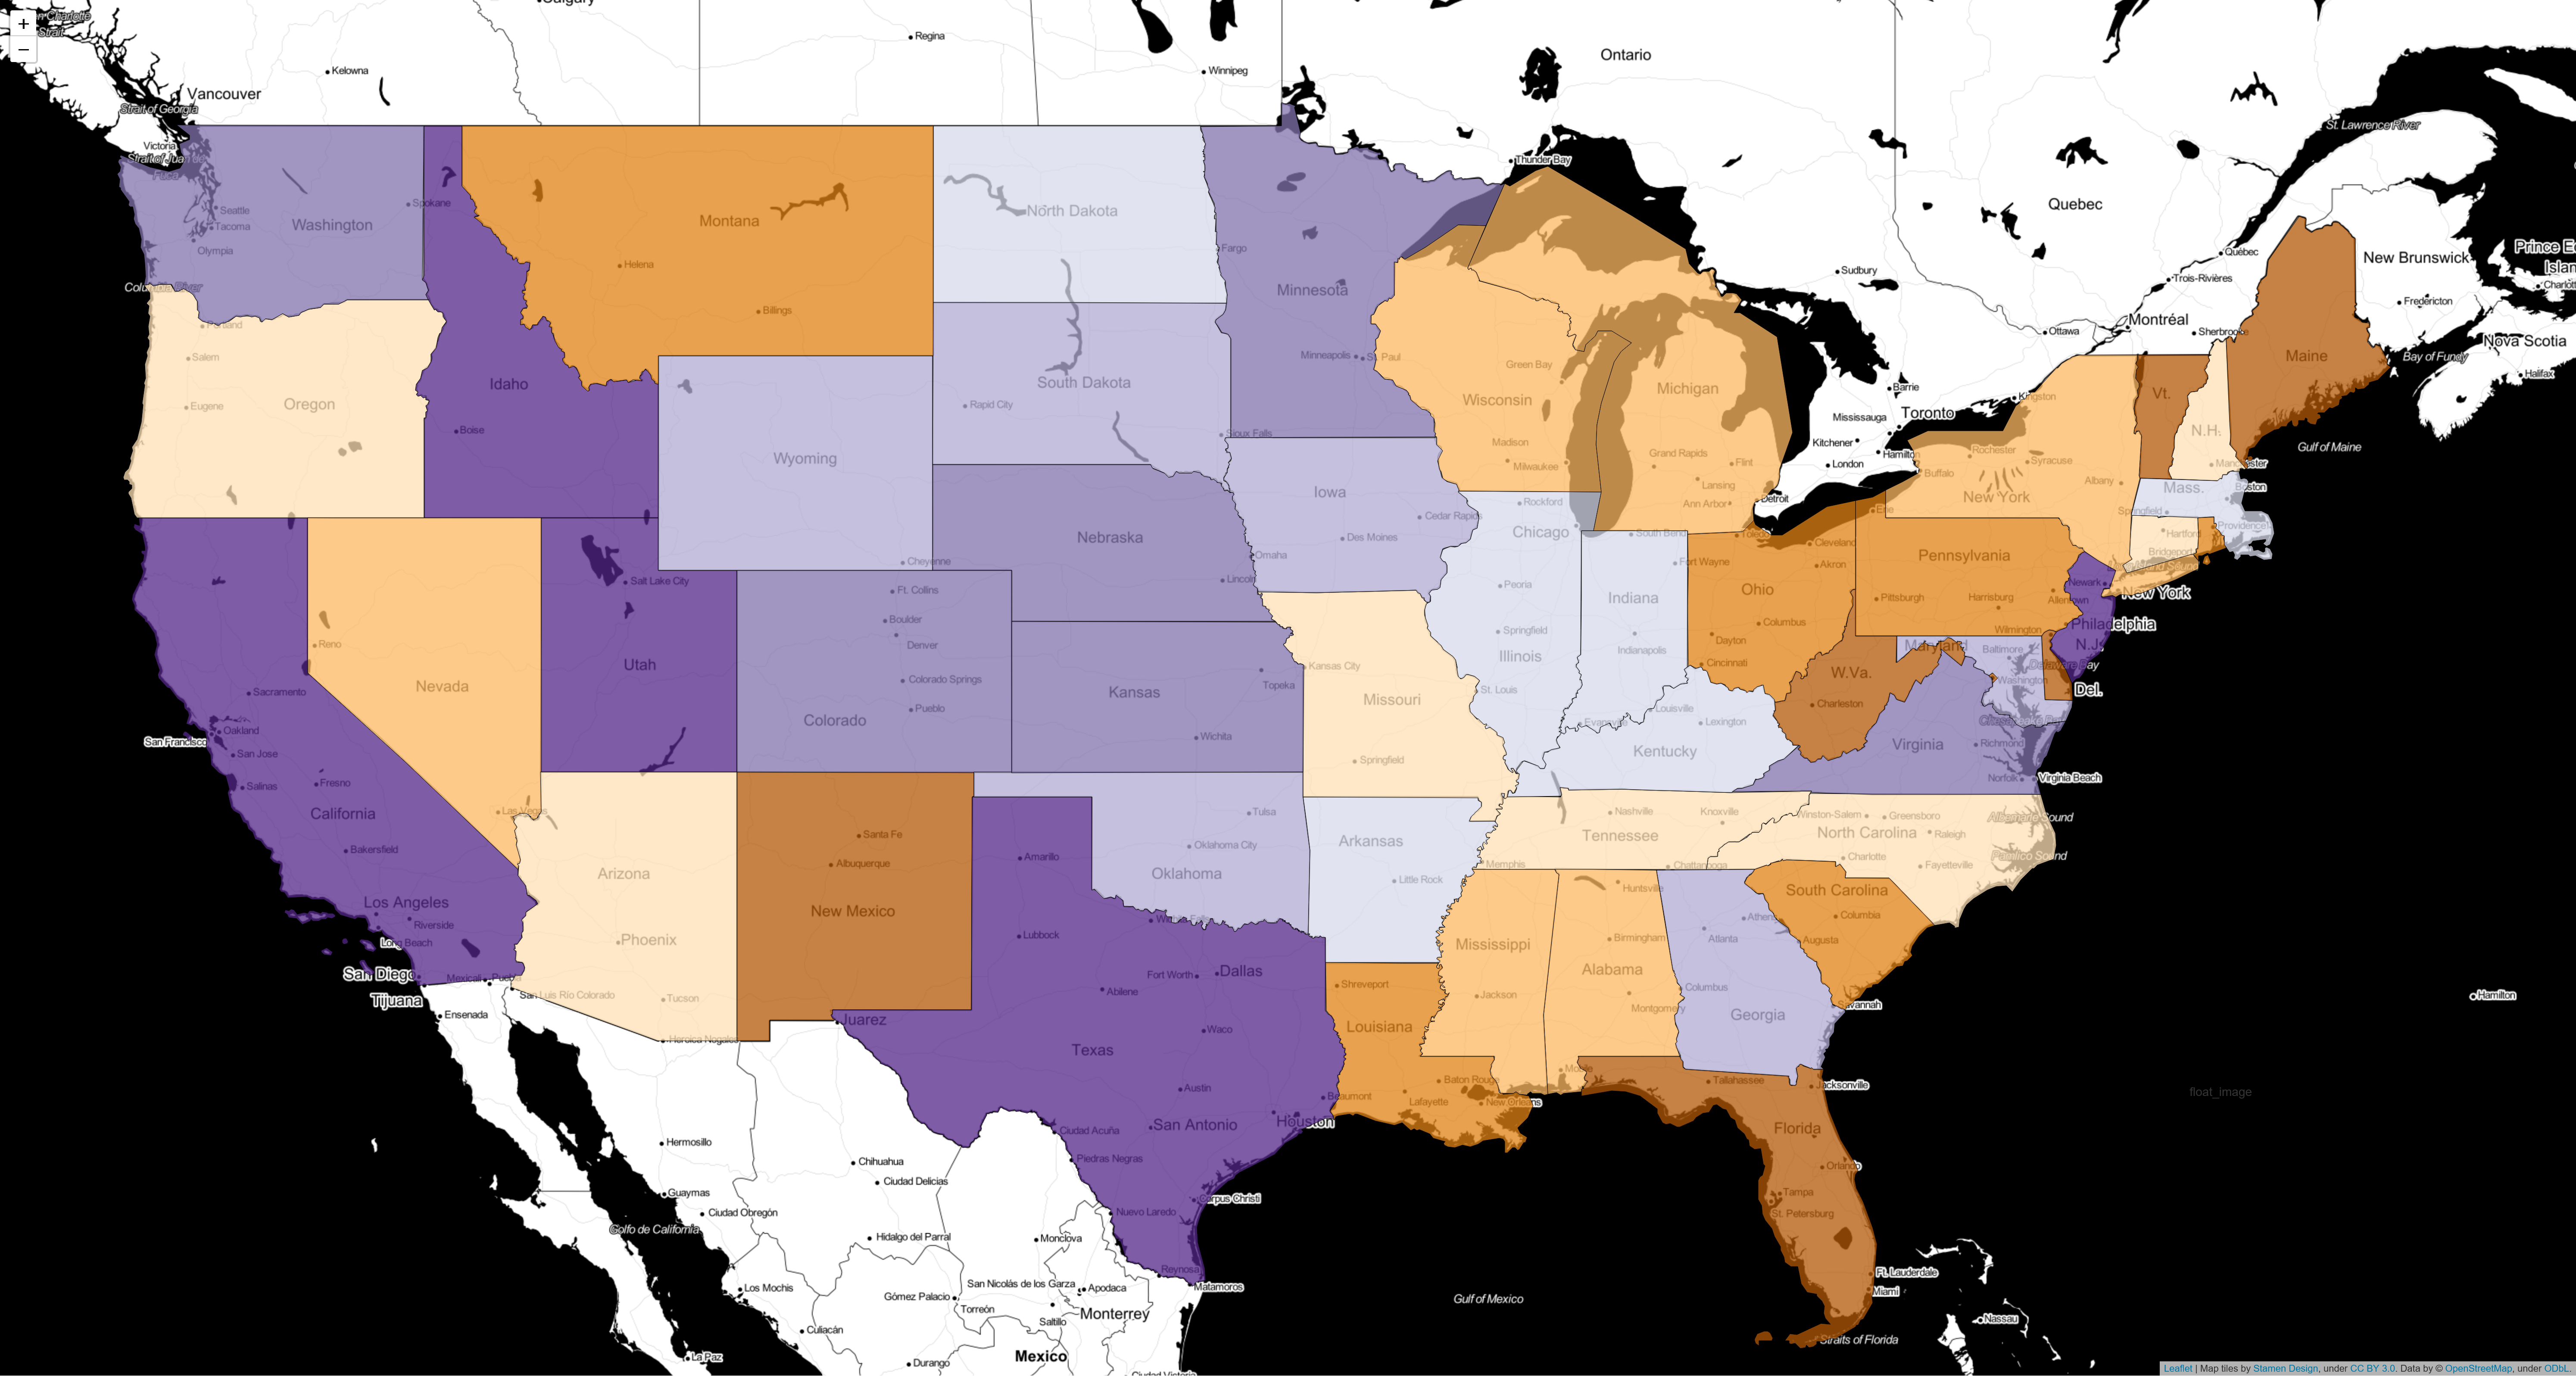 Calgary
Strait
+
−
Regina
Ontario
Kelowna
Winnipeg
Vancouver
Strait of Georgia
St. Lawrence River
Victoria
Thunder Bay
Strait of Juan de
Fuca
Spokane
Quebec
Seattle
Washington
Montana
North Dakota
Tacoma
Prince E
Olympia
Fargo
Québec
New Brunswick
Islan
Helena
Sudbury
Trois-Rivières
Charlott
Columbia River
Minnesota
Fredericton
Billings
Montréal
Portland
Ottawa
Sherbrooke
Nova Scotia
Salem
Minneapolis
St. Paul
Maine
Bay of Fundy
Green Bay
Halifax
Idaho
South Dakota
Michigan
Barrie
Vt.
Kingston
Eugene
Oregon
Rapid City
Wisconsin
Toronto
Mississauga
Boise
Sioux Falls
N.H.
Madison
Kitchener
Gulf of Maine
Wyoming
Grand Rapids
Flint
Hamilton
Rochester
Syracuse
Milwaukee
London
Manchester
Buffalo
Iowa
Lansing
Albany
Mass.
Boston
Rockford
Ann Arbor
Detroit
New York
Erie
Springfield
Cedar Rapids
Chicago
South Bend
Toledo
Providence
Nebraska
Des Moines
Hartford
Cleveland
Pennsylvania
Bridgeport
Omaha
Cheyenne
Fort Wayne
Akron
Long Island Sound
Salt Lake City
Lincoln
Peoria
Newark
Ft. Collins
Ohio
Indiana
Pittsburgh
Harrisburg
Allentown
New York
Boulder
Columbus
Philadelphia
Springfield
Wilmington
Reno
Denver
Dayton
N.J.
Indianapolis
Illinois
Maryland
Baltimore
Utah
Kansas City
Cincinnati
Delaware Bay
W.Va.
Nevada
Colorado Springs
Topeka
Washington
Sacramento
Kansas
Missouri
St. Louis
Del.
Pueblo
Louisville
Charleston
Colorado
Evansville
Lexington
Oakland
San Francisco
Wichita
Kentucky
Virginia
Richmond
San Jose
Springfield
Norfolk
Virginia Beach
Fresno
Salinas
Las Vegas
Tulsa
Nashville
Knoxville
Winston-Salem
Greensboro
Albemarle Sound
California
Santa Fe
Arkansas
Tennessee
North Carolina
Raleigh
Bakersfield
Oklahoma City
Amarillo
Albuquerque
Memphis
Chattanooga
Charlotte
Pamlico Sound
Fayetteville
Arizona
Oklahoma
Little Rock
Huntsville
South Carolina
Los Angeles
New Mexico
Wichita Falls
Athens
Columbia
Riverside
Lubbock
Birmingham
Atlanta
Augusta
Long Beach
Phoenix
Mississippi
San Diego
Mexicali
Puebla
Fort Worth
Dallas
Alabama
Shreveport
Abilene
Columbus
Tijuana
San Luis Río Colorado
Tucson
Jackson
Hamilton
Montgomery
Savannah
Ensenada
Juarez
Waco
Louisiana
Georgia
Heroica Nogales
Texas
Mobile
Baton Rouge
Tallahassee
Jacksonville
Austin
Beaumont
Lafayette
New Orleans
float_image
San Antonio
Houston
Ciudad Acuña
Florida
Hermosillo
Chihuahua
Piedras Negras
Orlando
Ciudad Delicias
Guaymas
Corpus Christi
Tampa
Ciudad Obregón
Nuevo Laredo
St. Petersburg
Golfo de California
Hidalgo del Parral
Monclova
Reynosa
Ft. Lauderdale
Los Mochis
San Nicolás de los Garza
Apodaca
Matamoros
Miami
Gómez Palacio
Gulf of Mexico
Torreón
Monterrey
Saltillo
Nassau
Culiacán
Straits of Florida
La Paz
Durango
Mexico
Ciudad Victoria
Leaflet | Map tiles by Stamen Design, under CC BY 3.0. Data by © OpenStreetMap, under ODbL.